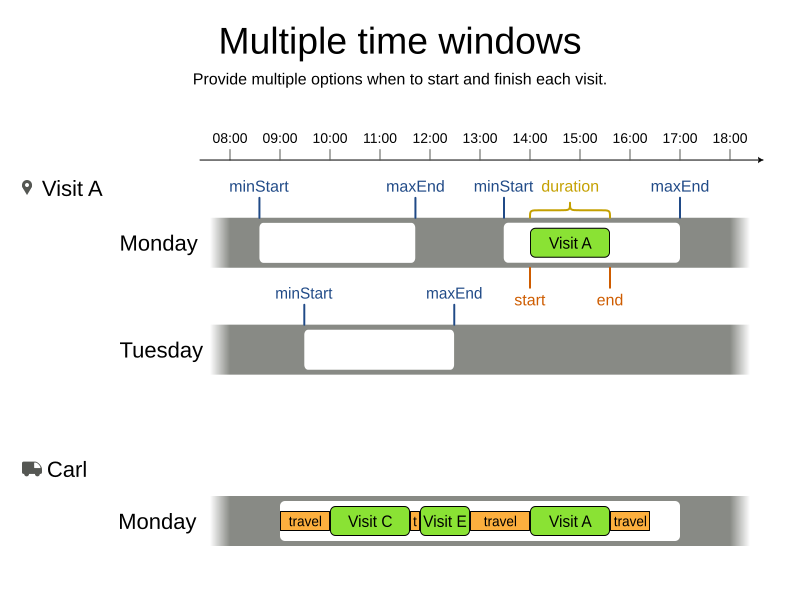 Multiple time windows
Provide multiple options when to start and finish each visit.
08:00 09:00 10:00 11:00 12:00 13:00 14:00 15:00 16:00 17:00 18:00
Visit A
minStart maxEnd minStart duration maxEnd
Monday Visit A
start end
minStart maxEnd
Tuesday
Carl
Monday travel Visit C t Visit E travel Visit A travel